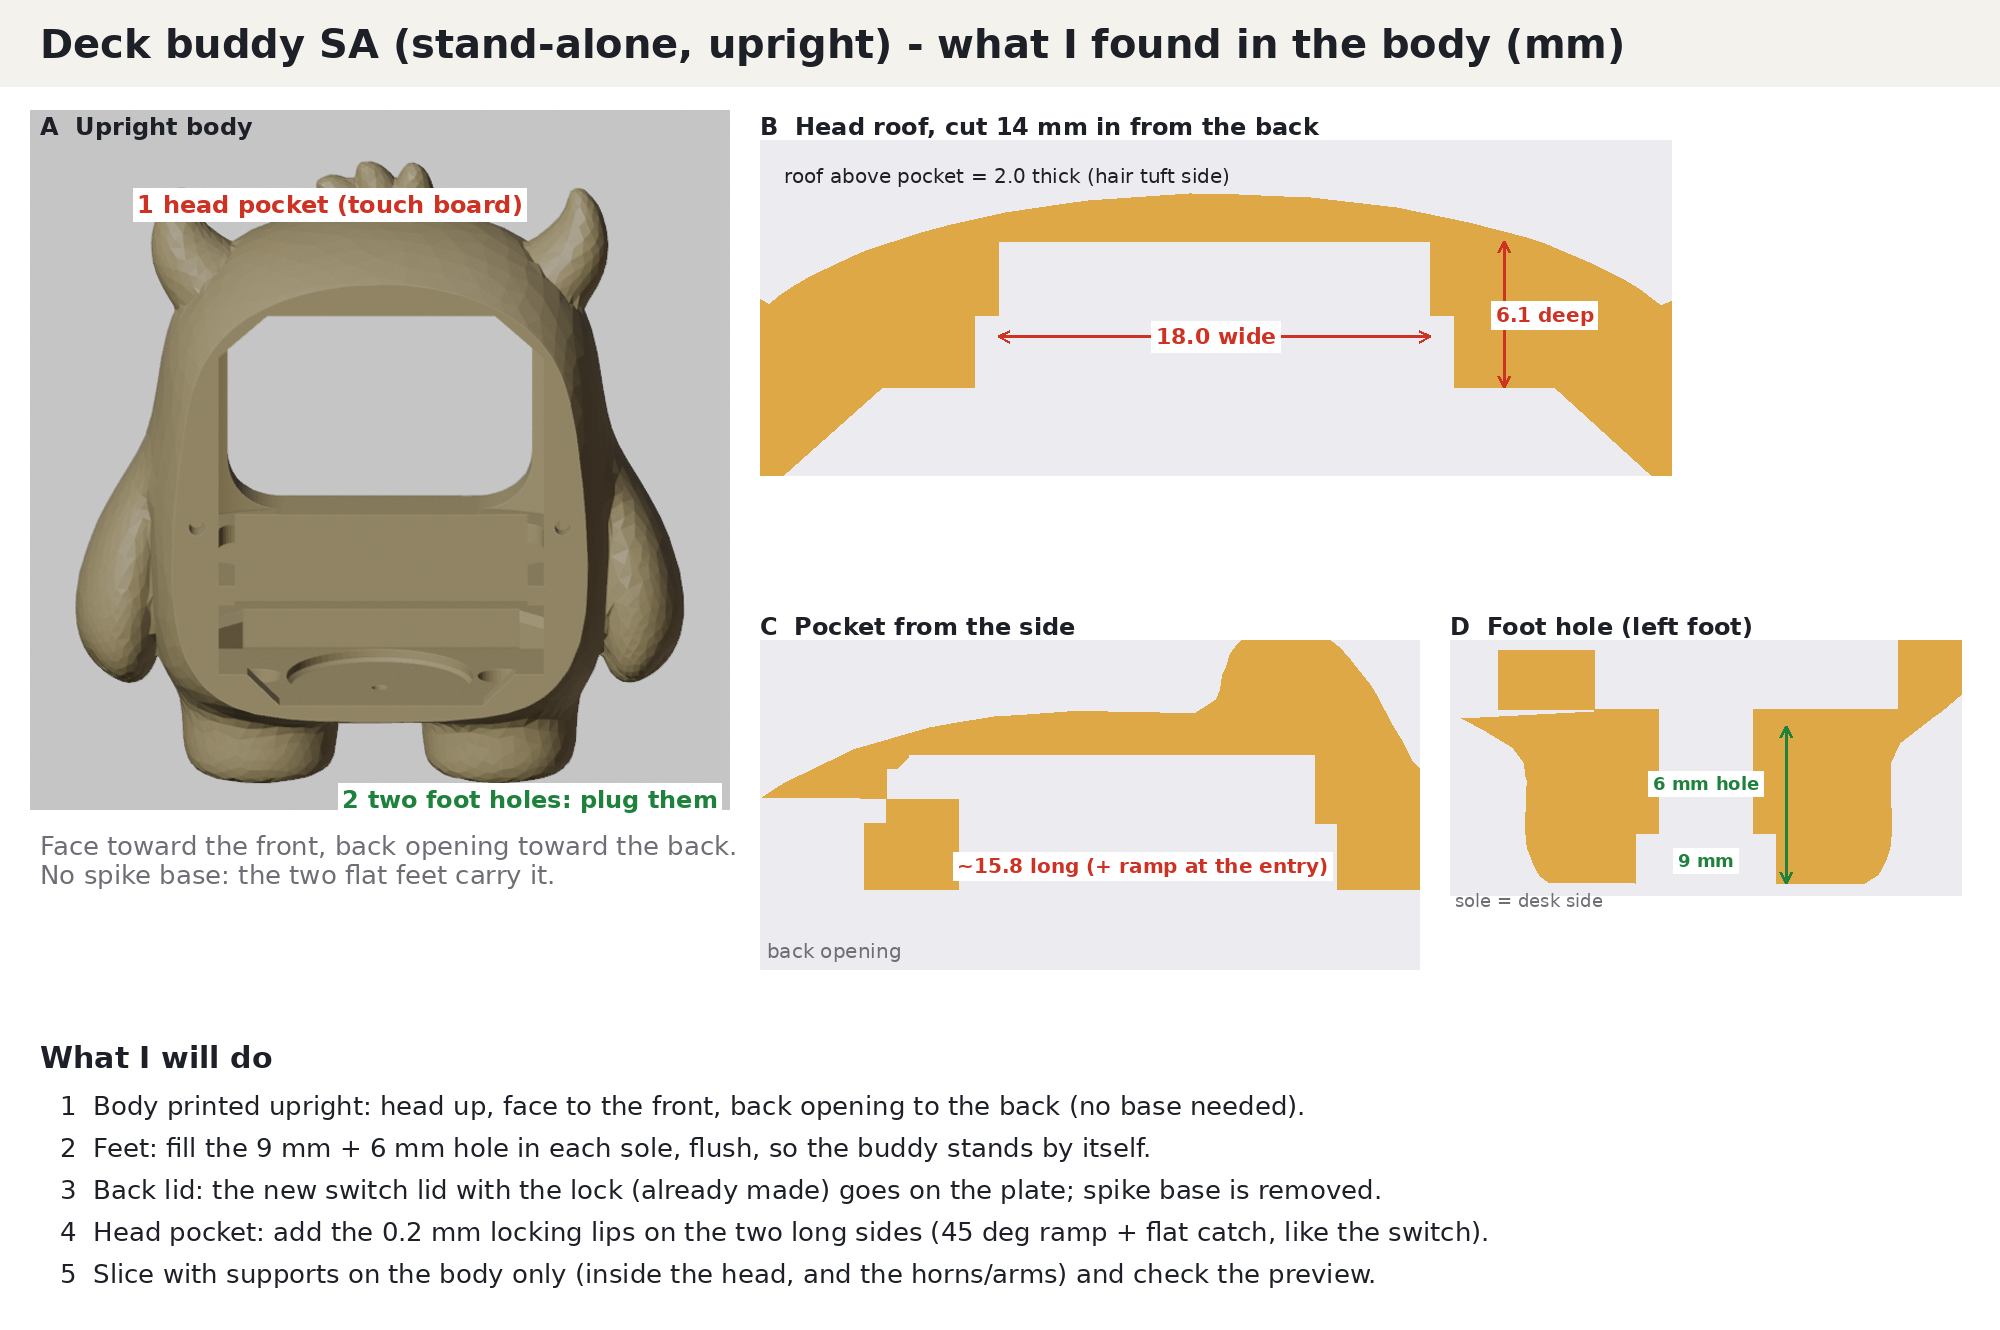 Deck buddy SA (stand-alone, upright) - what I found in the body (mm)
A Upright body
1 head pocket (touch board)
2 two foot holes: plug them
Face toward the front, back opening toward the back.
No spike base: the two flat feet carry it.
B Head roof, cut 14 mm in from the back
roof above pocket = 2.0 thick (hair tuft side)
6.1 deep
18.0 wide
C Pocket from the side
~15.8 long (+ ramp at the entry)
back opening
D Foot hole (left foot)
6 mm hole
9 mm
sole = desk side
What I will do
1 Body printed upright: head up, face to the front, back opening to the back (no base needed).
2 Feet: fill the 9 mm + 6 mm hole in each sole, flush, so the buddy stands by itself.
3 Back lid: the new switch lid with the lock (already made) goes on the plate; spike base is removed.
4 Head pocket: add the 0.2 mm locking lips on the two long sides (45 deg ramp + flat catch, like the switch).
5 Slice with supports on the body only (inside the head, and the horns/arms) and check the preview.